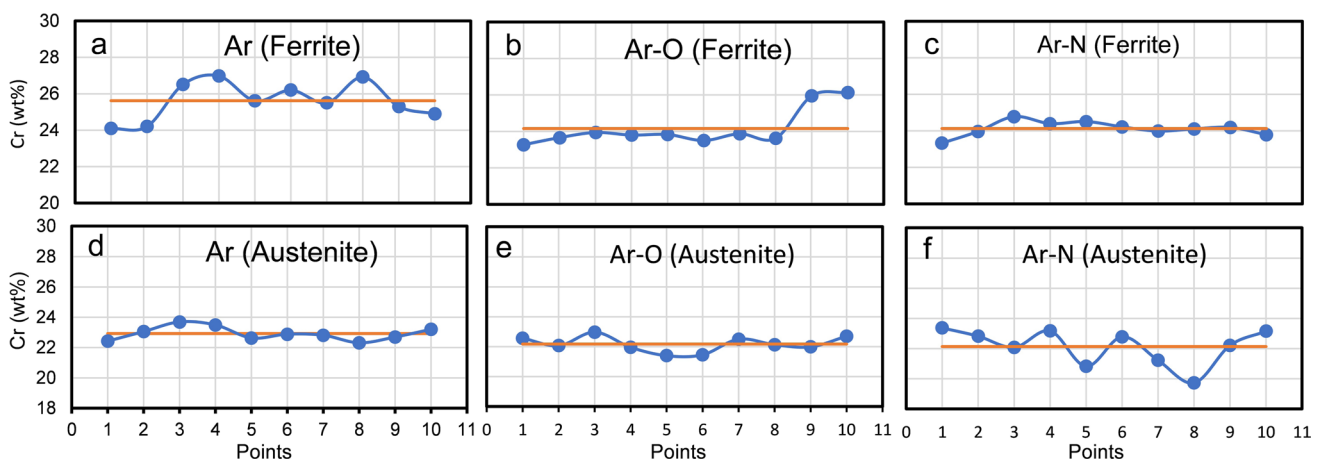 a
Ar (Ferrite)
b
Ar-O (Ferrite)
c
Ar-N (Ferrite)
Cr (wt%)
30
28
26
24
22
20
d
Ar (Austenite)
e
Ar-O (Austenite)
f
Ar-N (Austenite)
Cr (wt%)
30
28
26
24
22
20
18
0 1 2 3 4 5 6 7 8 9 10 11
0 1 2 3 4 5 6 7 8 9 10 11
0 1 2 3 4 5 6 7 8 9 10 11
Points
Points
Points